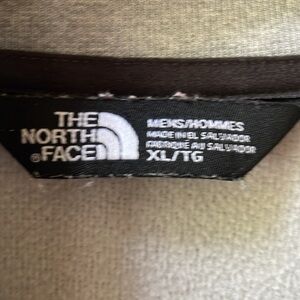 THE
NORTH
®FACE
MENS/HOMMES
MADE IN EL SALVADOR
FABRIQUE AU SALVADOR
XL/TG